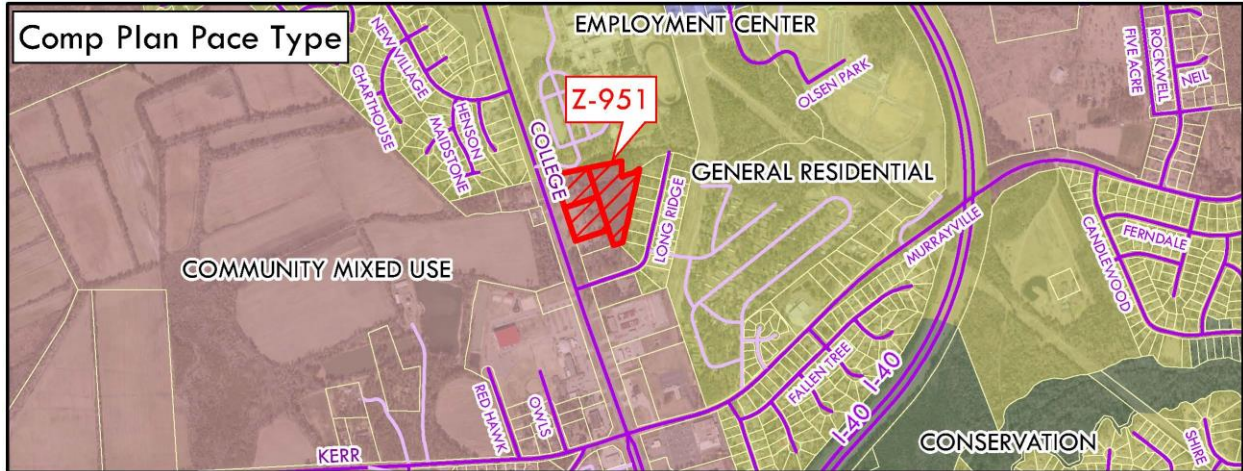 Comp Plan Pace Type
EMPLOYMENT CENTER
NEW VILLAGE
CHARTHOUSE
HENSON
MAIDSTONE
COLLEGE
Z-951
OLSEN PARK
FIVE ACRE
ROCKWELL
NEIL
GENERAL RESIDENTIAL
LONG RIDGE
MURRAYVILLE
COMMUNITY MIXED USE
CANDLEWOOD
FERNDALE
FALLEN TREE
I-40
I-40
RED HAWK
OWLS
KERR
CONSERVATION
SHIRE